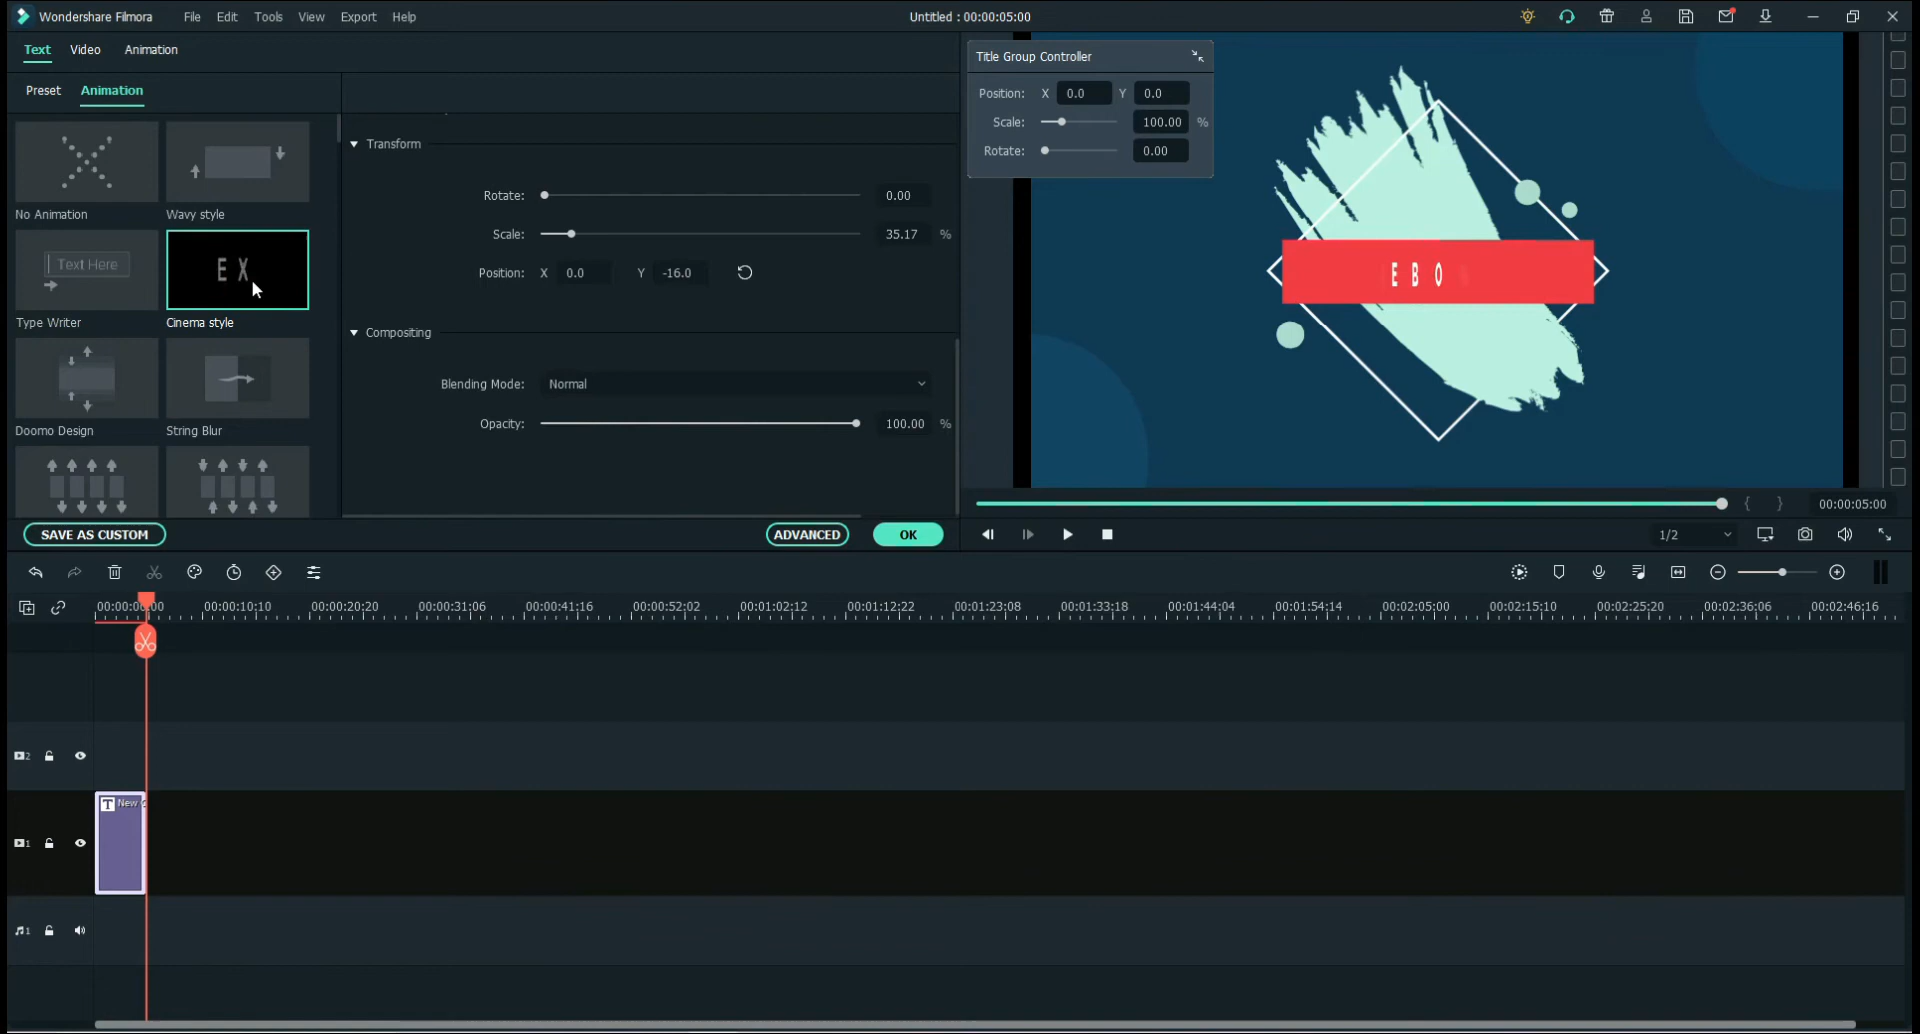 Wondershare Filmora File Edit Tools View Export Help Untitled : 00:00:05:00
Text Video Animation
Preset Animation
No Animation Wavy style
Text Here
E X
Type Writer Cinema style
Doomo Design String Blur
Transform
Rotate: 0.00
Scale: 35.17 %
Position: X 0.0 Y -16.0
Compositing
Blending Mode: Normal
Opacity: 100.00 %
SAVE AS CUSTOM ADVANCED OK
Title Group Controller
Position: X 0.0 Y 0.0
Scale: 100.00 %
Rotate: 0.00
E B O
{ } 00:00:05:00
1/2
00:00:10:10 00:00:20:20 00:00:31:06 00:00:41:16 00:00:52:02 00:01:02:12 00:01:12:22 00:01:23:08 00:01:33:18 00:01:44:04 00:01:54:14 00:02:05:00 00:02:15:10 00:02:25:20 00:02:36:06 00:02:46:16
2
T New
1
1